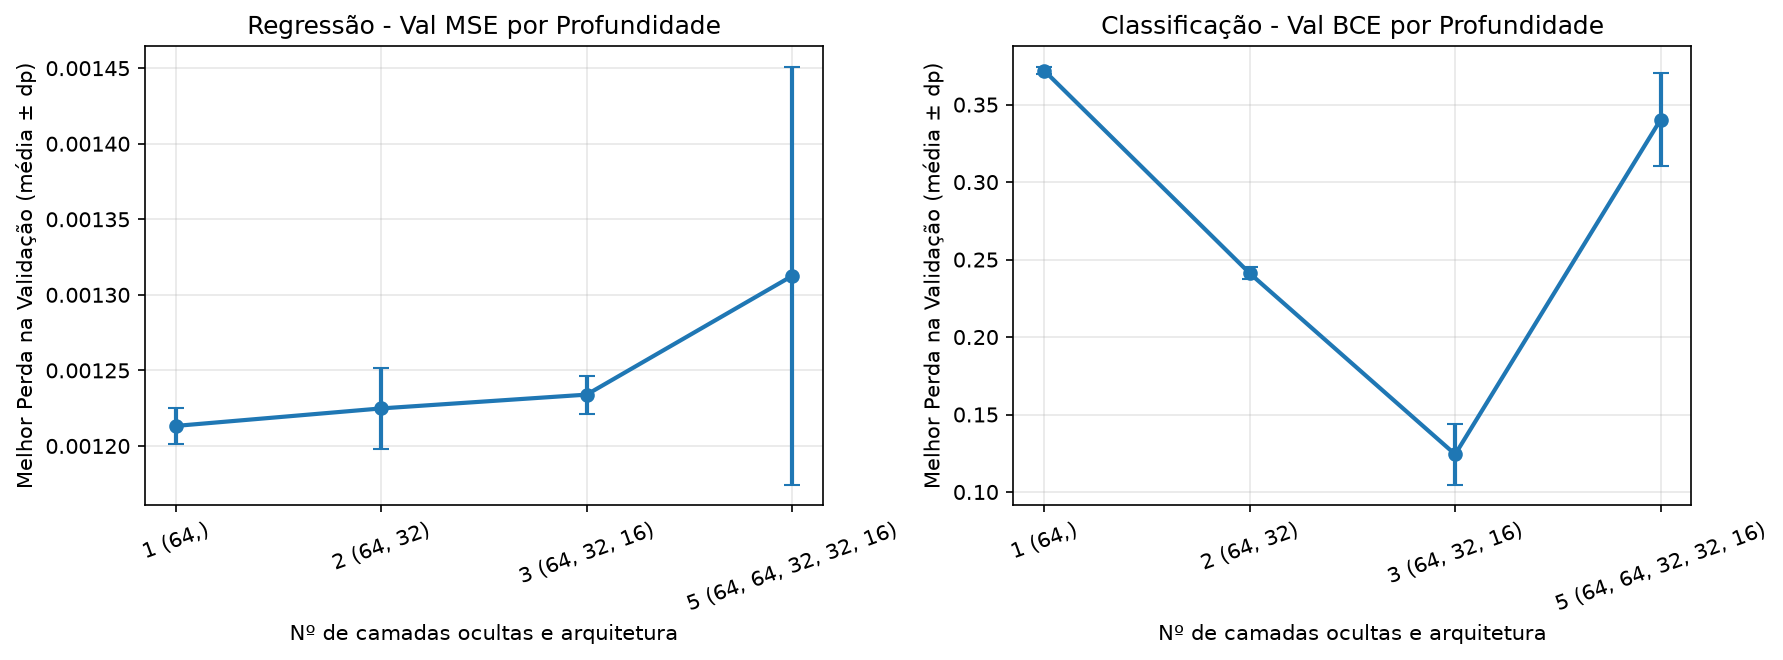 Regressão - Val MSE por Profundidade
Melhor Perda na Validação (média ± dp)
0.00145
0.00140
0.00135
0.00130
0.00125
0.00120
1 (64,)
2 (64, 32)
3 (64, 32, 16)
5 (64, 64, 32, 32, 16)
Nº de camadas ocultas e arquitetura
Classificação - Val BCE por Profundidade
Melhor Perda na Validação (média ± dp)
0.35
0.30
0.25
0.20
0.15
0.10
1 (64,)
2 (64, 32)
3 (64, 32, 16)
5 (64, 64, 32, 32, 16)
Nº de camadas ocultas e arquitetura